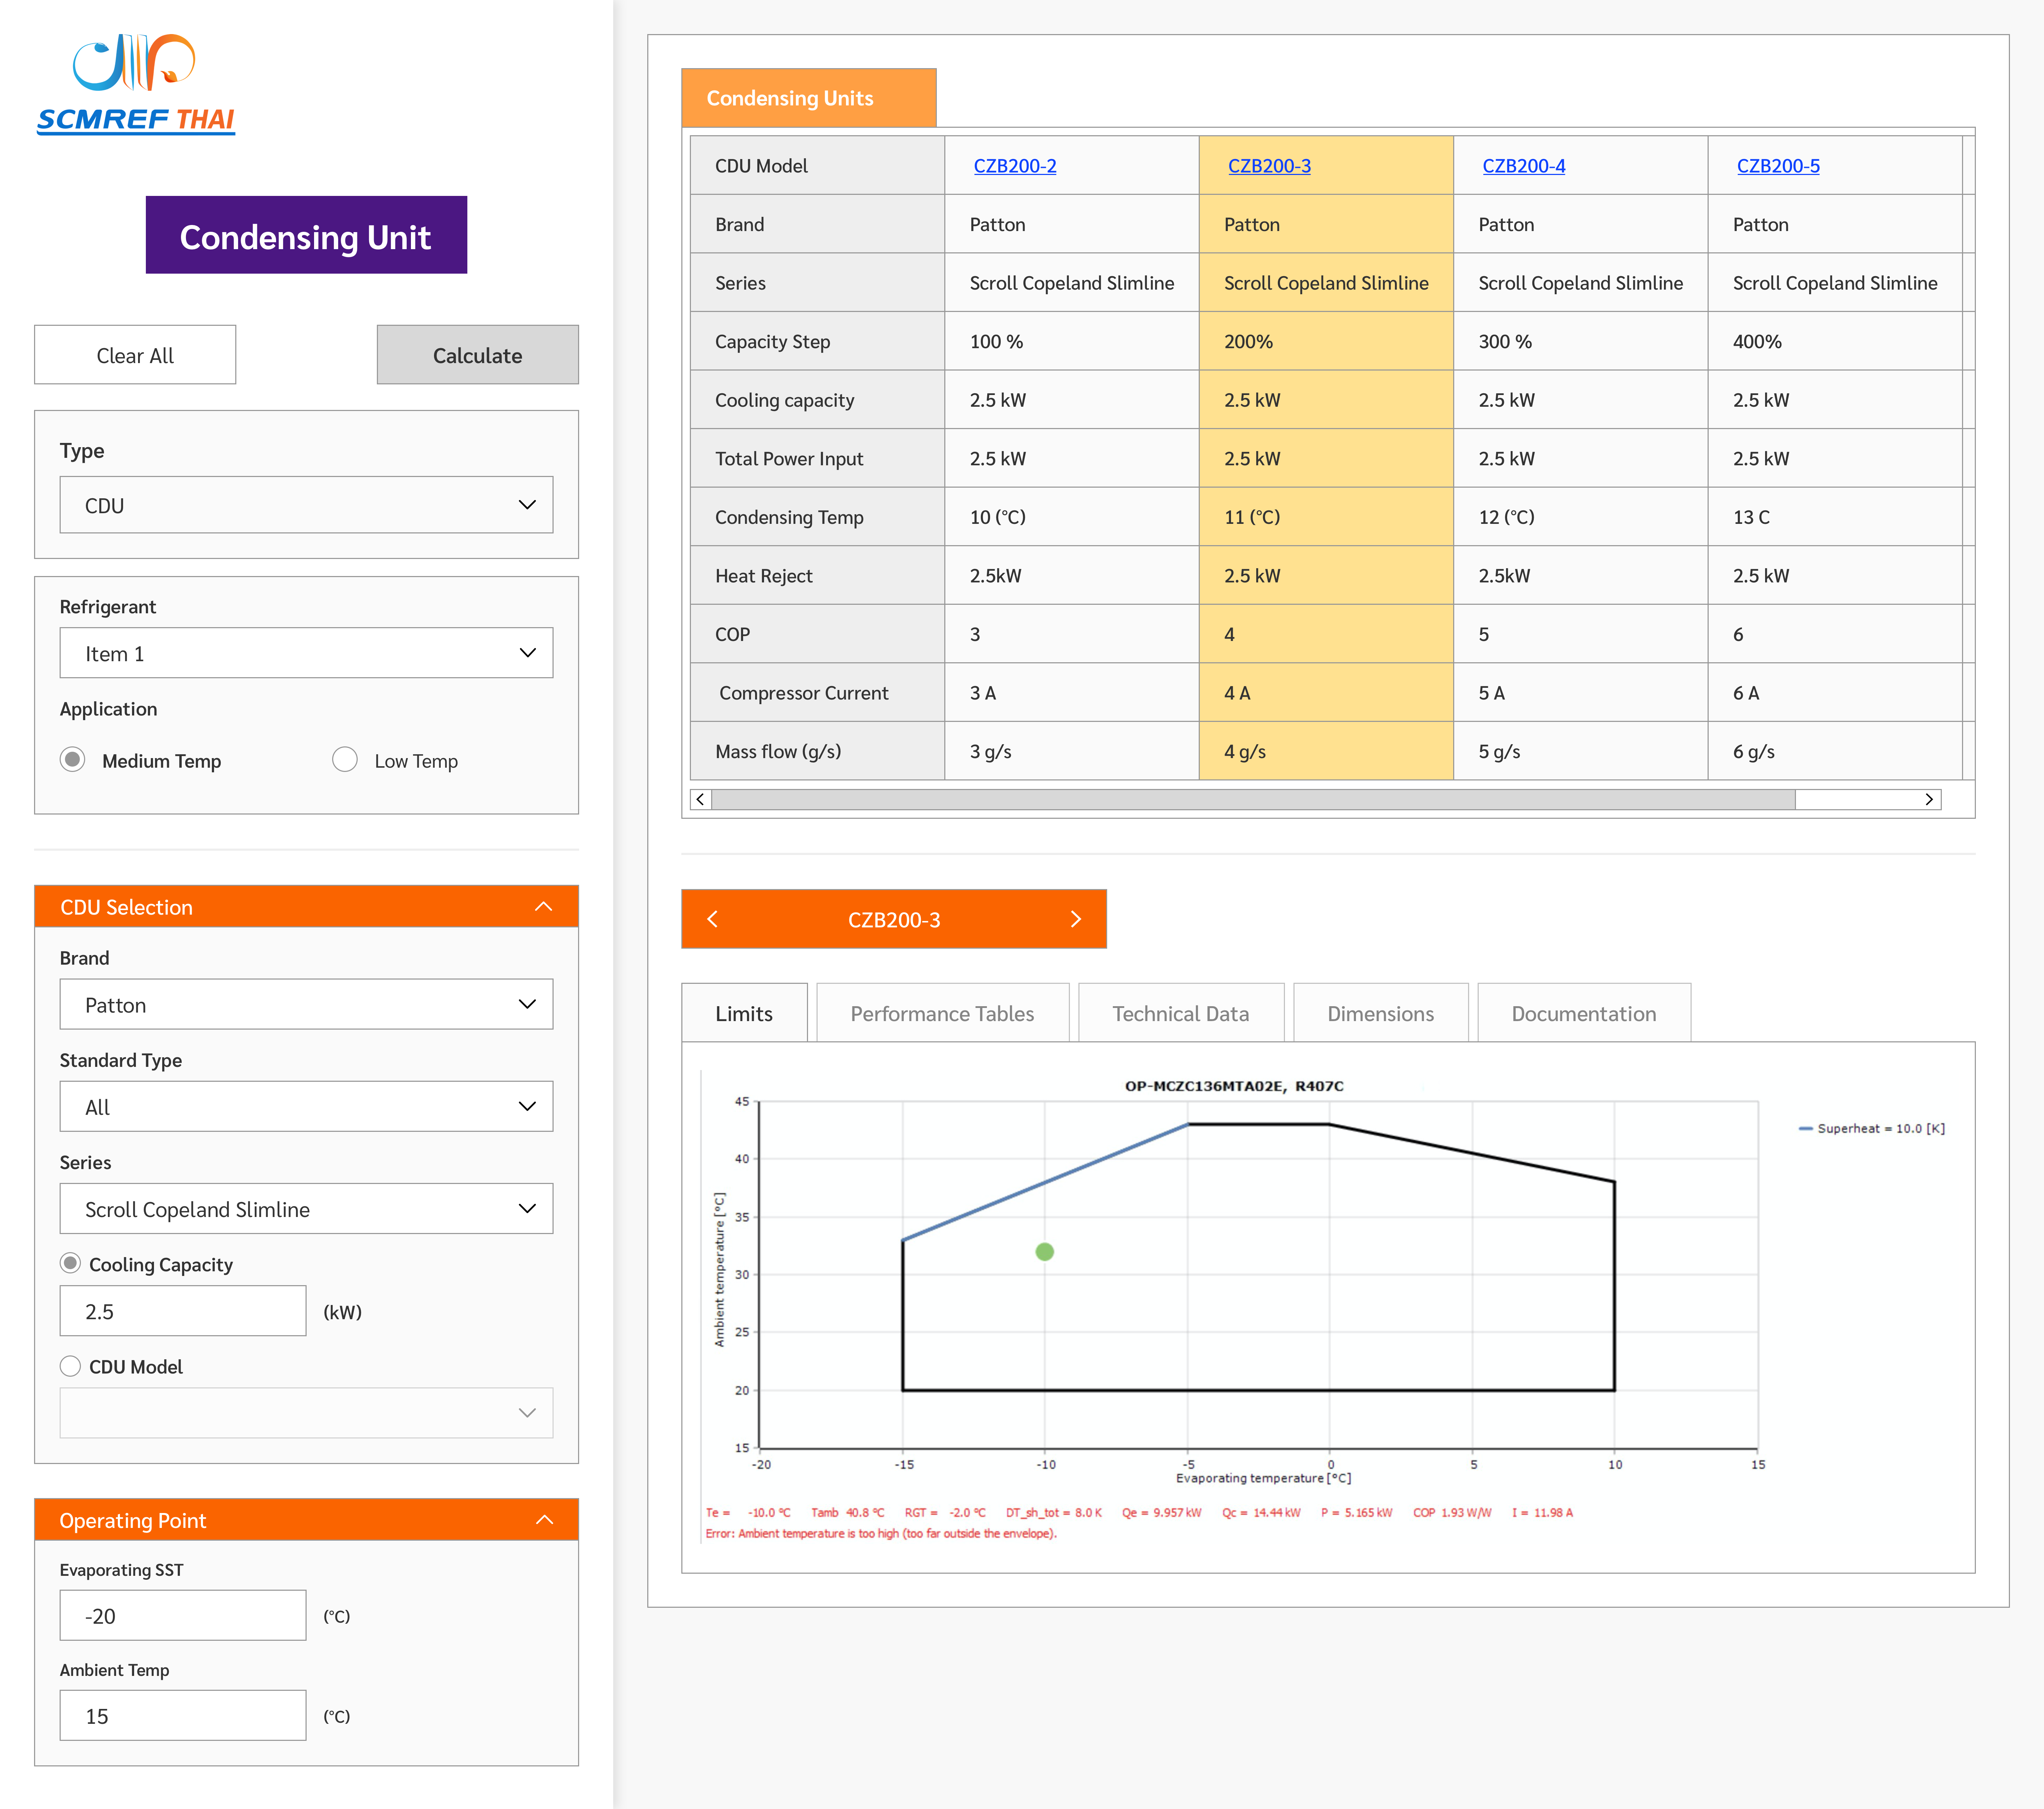 SCMREF THAI
Condensing Unit
Clear All
Calculate
Type
CDU
Refrigerant
Item 1
Application
Medium Temp
Low Temp
CDU Selection
Brand
Patton
Standard Type
All
Series
Scroll Copeland Slimline
Cooling Capacity
2.5
(kW)
CDU Model
Operating Point
Evaporating SST
-20
(°C)
Ambient Temp
15
(°C)
Condensing Units
CDU Model CZB200-2 CZB200-3 CZB200-4 CZB200-5
Brand Patton Patton Patton Patton
Series Scroll Copeland Slimline Scroll Copeland Slimline Scroll Copeland Slimline Scroll Copeland Slimline
Capacity Step 100 % 200% 300 % 400%
Cooling capacity 2.5 kW 2.5 kW 2.5 kW 2.5 kW
Total Power Input 2.5 kW 2.5 kW 2.5 kW 2.5 kW
Condensing Temp 10 (°C) 11 (°C) 12 (°C) 13 C
Heat Reject 2.5kW 2.5 kW 2.5kW 2.5 kW
COP 3 4 5 6
Compressor Current 3 A 4 A 5 A 6 A
Mass flow (g/s) 3 g/s 4 g/s 5 g/s 6 g/s
CZB200-3
Limits Performance Tables Technical Data Dimensions Documentation
OP-MCZC136MTA02E, R407C
Superheat = 10.0 [K]
Ambient temperature [°C]
45
40
35
30
25
20
15
-20 -15 -10 -5 0 5 10 15
Evaporating temperature [°C]
Te = -10.0 °C Tamb 40.8 °C RGT = -2.0 °C DT_sh_tot = 8.0 K Qe = 9.957 kW Qc = 14.44 kW P = 5.165 kW COP 1.93 W/W I = 11.98 A
Error: Ambient temperature is too high (too far outside the envelope).